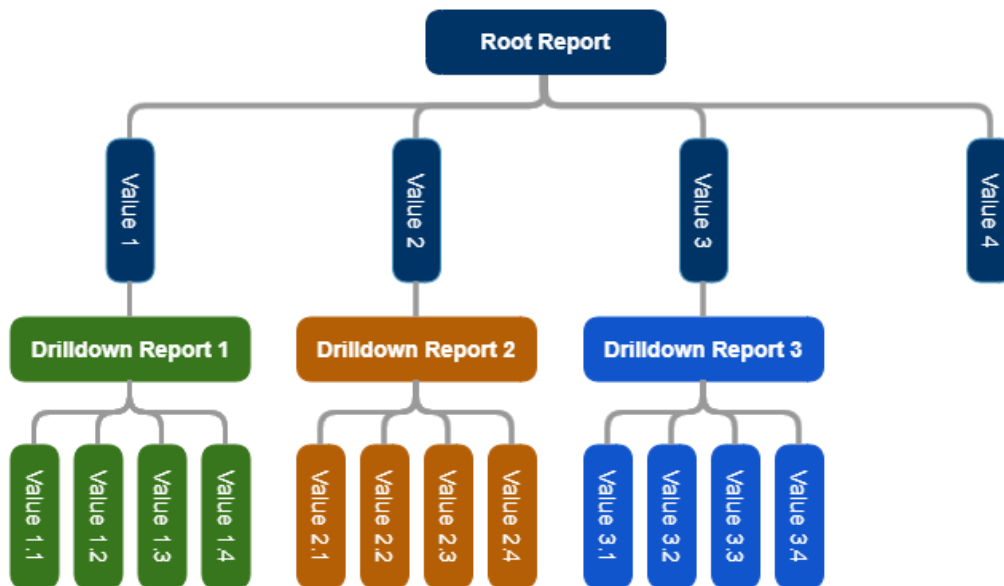 Root Report
Value 1
Value 2
Value 3
Value 4
Drilldown Report 1
Drilldown Report 2
Drilldown Report 3
Value 1.1
Value 1.2
Value 1.3
Value 1.4
Value 2.1
Value 2.2
Value 2.3
Value 2.4
Value 3.1
Value 3.2
Value 3.3
Value 3.4